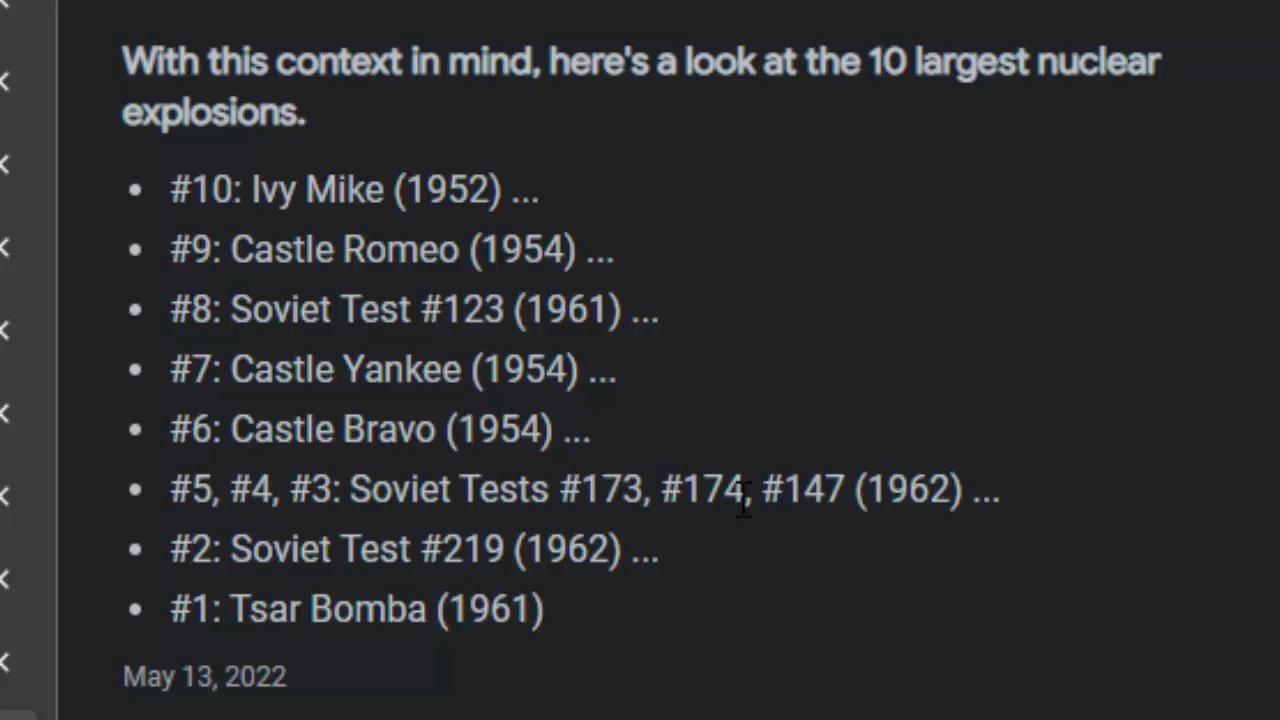 With this context in mind, here's a look at the 10 largest nuclear
explosions.
• #10: Ivy Mike (1952) ...
• #9: Castle Romeo (1954) ...
• #8: Soviet Test #123 (1961) ...
• #7: Castle Yankee (1954) ...
• #6: Castle Bravo (1954) ...
• #5, #4, #3: Soviet Tests #173, #174, #147 (1962) ...
• #2: Soviet Test #219 (1962) ...
• #1: Tsar Bomba (1961)
May 13, 2022